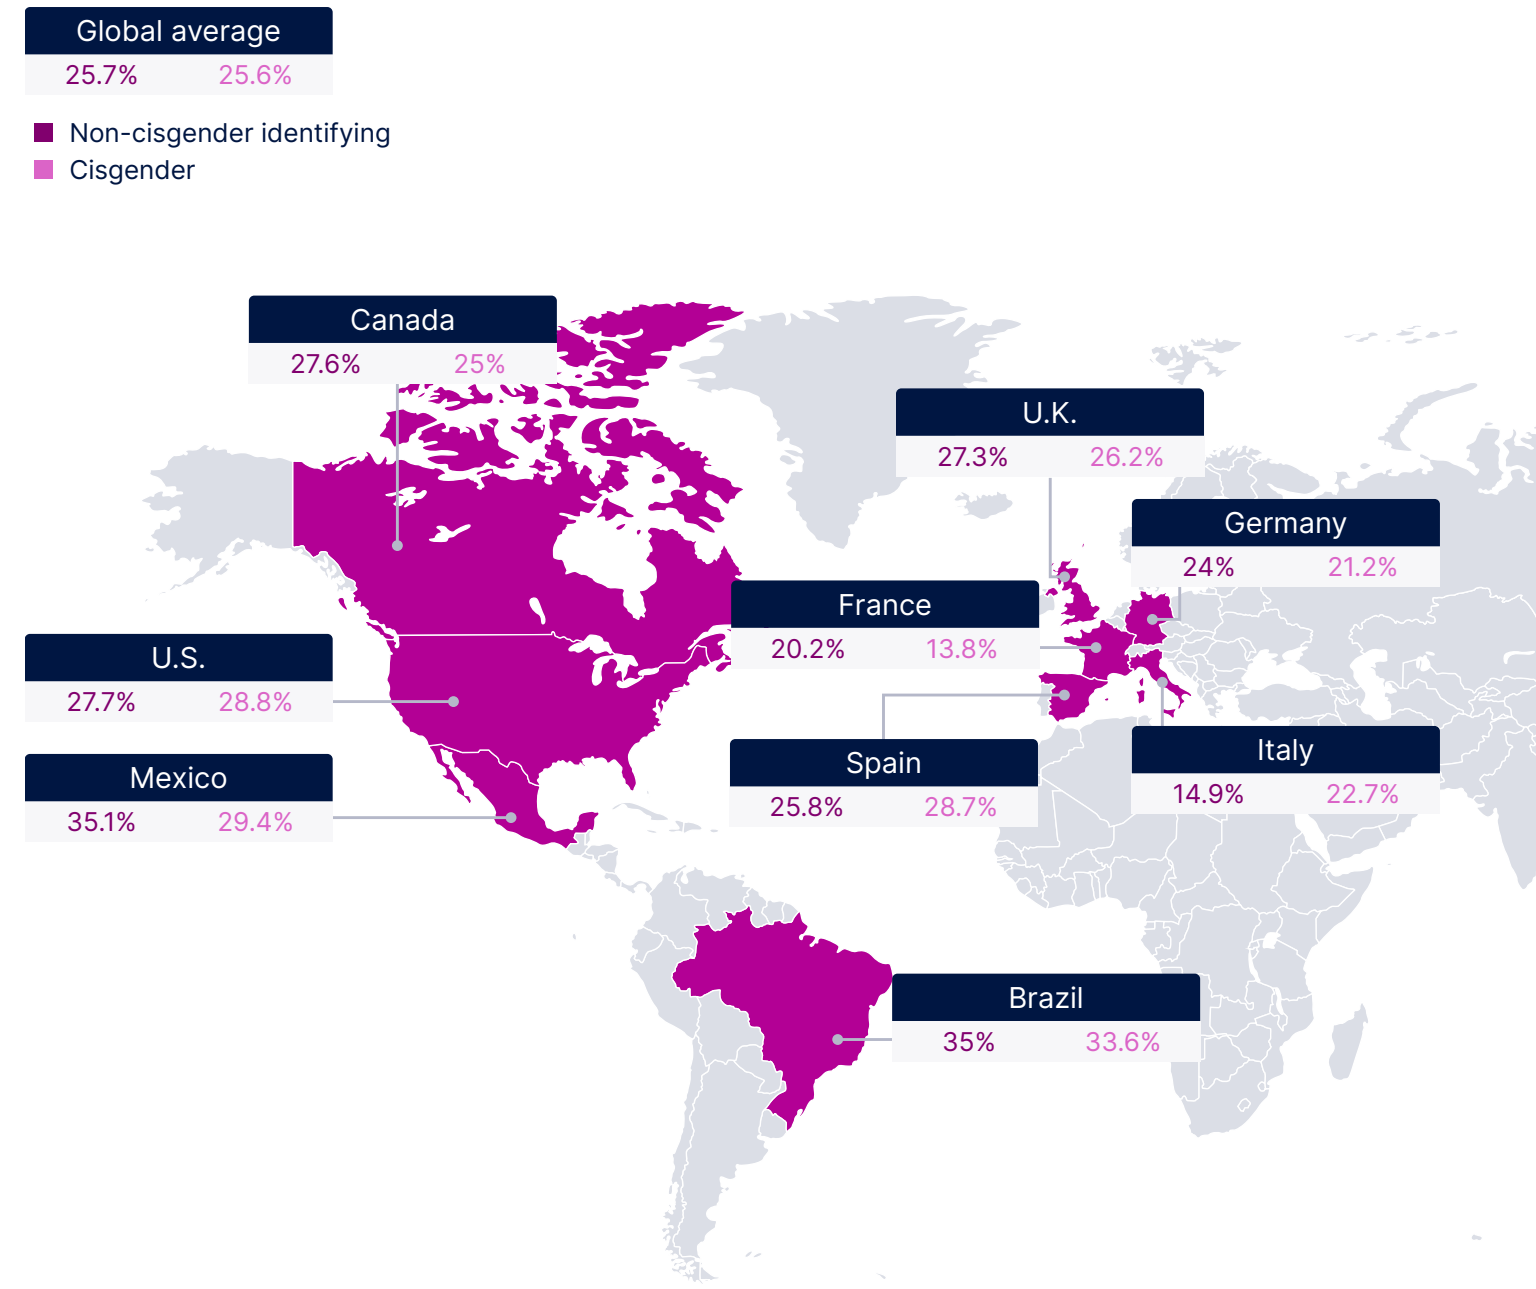 Global average
25.7% 25.6%
Non-cisgender identifying
Cisgender
Canada
27.6% 25%
U.K.
27.3% 26.2%
Germany
24% 21.2%
France
20.2% 13.8%
U.S.
27.7% 28.8%
Spain
25.8% 28.7%
Italy
14.9% 22.7%
Mexico
35.1% 29.4%
Brazil
35% 33.6%